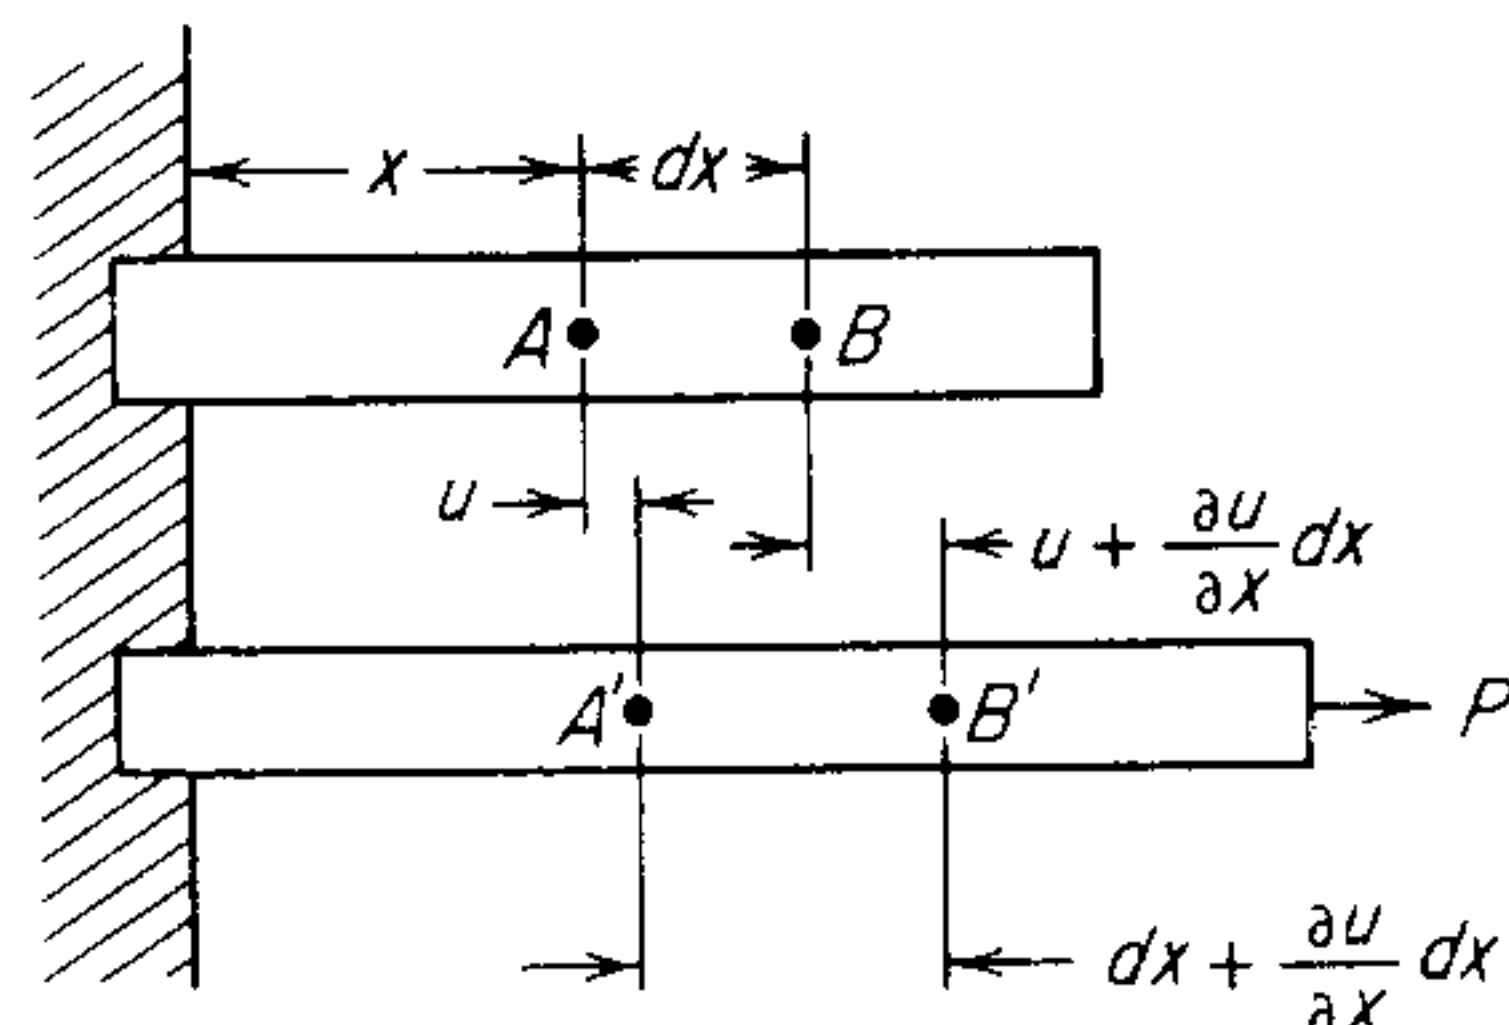 x dx
A B
u
u + ∂u/∂x dx
A′ B′ P
dx + ∂u/∂x dx